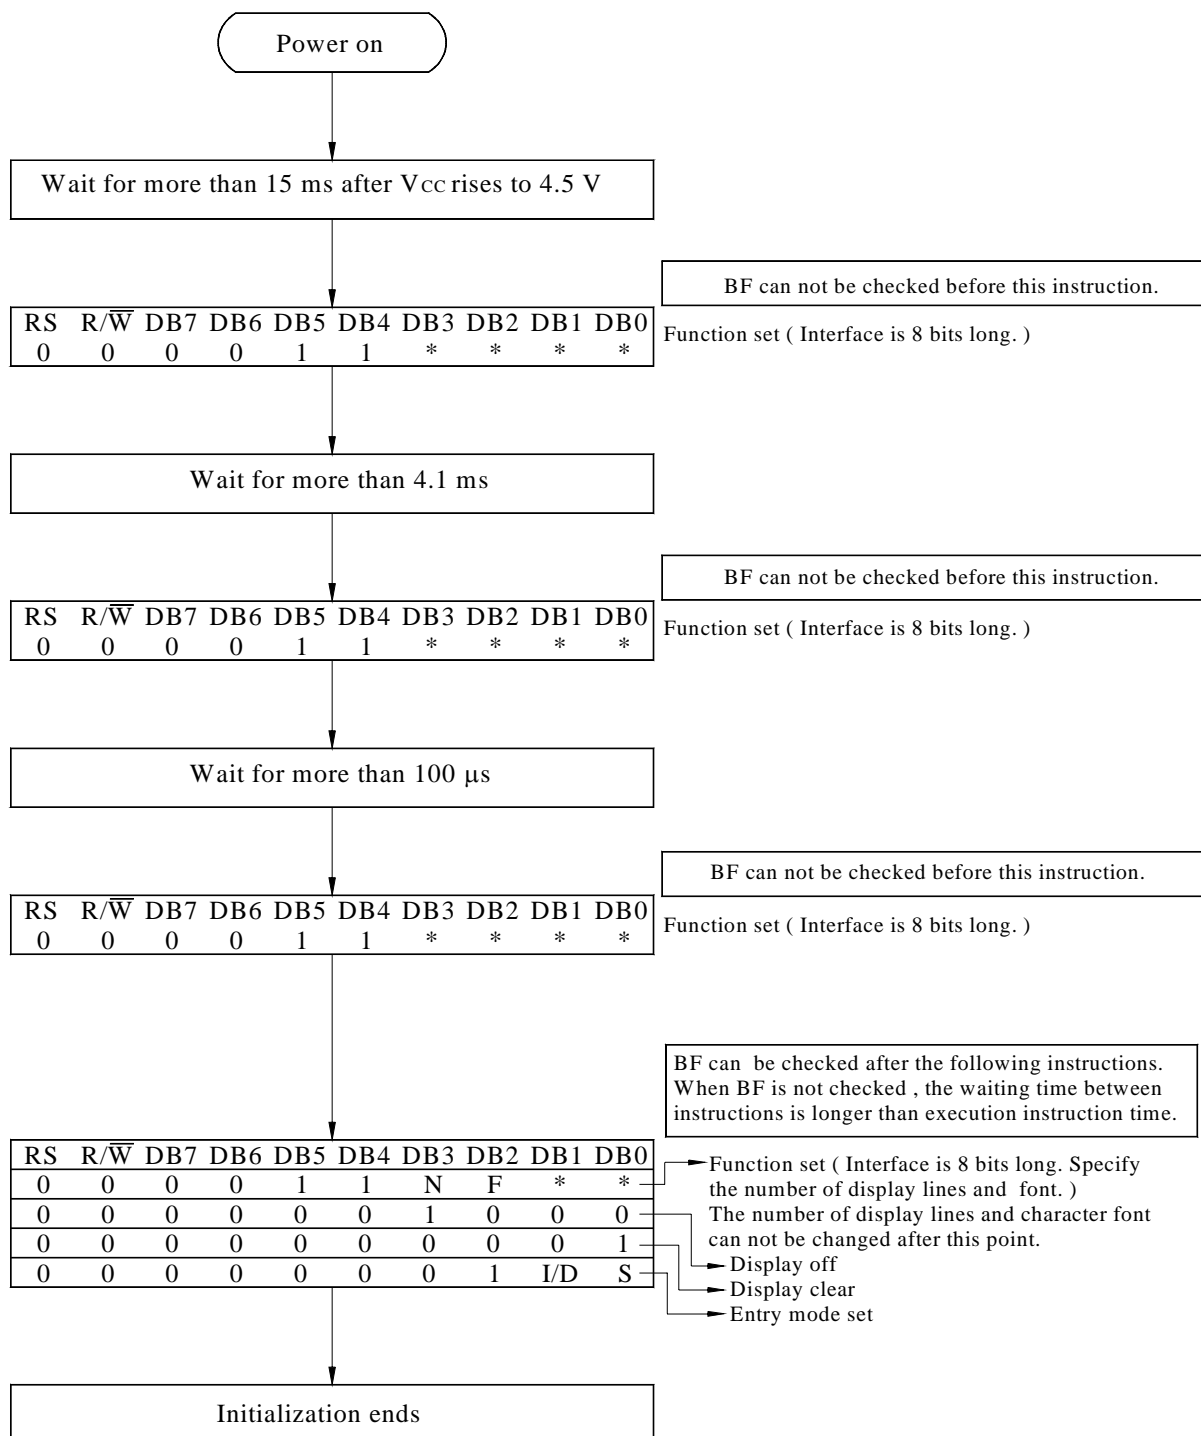 Power on
Wait for more than 15 ms after VCC rises to 4.5 V
BF can not be checked before this instruction.
RS R/W̅ DB7 DB6 DB5 DB4 DB3 DB2 DB1 DB0
0 0 0 0 1 1 * * * *
Function set ( Interface is 8 bits long. )
Wait for more than 4.1 ms
BF can not be checked before this instruction.
RS R/W̅ DB7 DB6 DB5 DB4 DB3 DB2 DB1 DB0
0 0 0 0 1 1 * * * *
Function set ( Interface is 8 bits long. )
Wait for more than 100 µs
BF can not be checked before this instruction.
RS R/W̅ DB7 DB6 DB5 DB4 DB3 DB2 DB1 DB0
0 0 0 0 1 1 * * * *
Function set ( Interface is 8 bits long. )
BF can be checked after the following instructions.
When BF is not checked , the waiting time between
instructions is longer than execution instruction time.
RS R/W̅ DB7 DB6 DB5 DB4 DB3 DB2 DB1 DB0
0 0 0 0 1 1 N F * *
0 0 0 0 0 0 1 0 0 0
0 0 0 0 0 0 0 0 0 1
0 0 0 0 0 0 0 1 I/D S
Function set ( Interface is 8 bits long. Specify
the number of display lines and font. )
The number of display lines and character font
can not be changed after this point.
Display off
Display clear
Entry mode set
Initialization ends